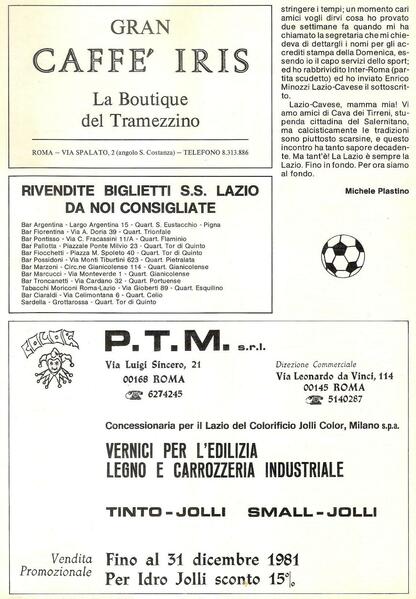 GRAN
CAFFE' IRIS
La Boutique
del Tramezzino
ROMA — VIA SPALATO, 2 (angolo S. Costanza) — TELEFONO 8.313.886
RIVENDITE BIGLIETTI S.S. LAZIO
DA NOI CONSIGLIATE
Bar Argentina - Largo Argentina 15 - Quart. S. Eustachio - Pigna
Bar Fiorentina - Via A. Doria 39 - Quart. Trionfale
Bar Pontisso - Via C. Fracassini 11/A - Quart. Flaminio
Bar Pallotta - Piazzale Ponte Milvio 23 - Quart. Tor di Quinto
Bar Fiocchetti - Piazza M. Spoleto 40 - Quart. Tor di Quinto
Bar Possidoni - Via Monti Tiburtini 623 - Quart. Pietralata
Bar Marzoni - Circ.ne Gianicolense 114 - Quart. Gianicolense
Bar Marcucci - Via Monteverde 1 - Quart. Gianicolense
Bar Troncanetti - Via Cardano 32 - Quart. Portuense
Tabacchi Moriconi Roma-Lazio - Via Gioberti 89 - Quart. Esquilino
Bar Ciaraldi - Via Celimontana 6 - Quart. Celio
Sardella - Grottarossa - Quart. Tor di Quinto
stringere i tempi; un momento cari
amici vogli dirvi cosa ho provato
due settimane fa quando mi ha
chiamato la segretaria che mi chie-
deva di dettargli i nomi per gli ac-
crediti stampa della Domenica, es-
sendo io il capo servizi dello sport;
ed ho rabbrividito Inter-Roma (par-
tita scudetto) ed ho inviato Enrico
Minozzi Lazio-Cavese il sottoscrit-
to.
Lazio-Cavese, mamma mia! Vi
amo amici di Cava dei Tirreni, stu-
penda cittadina del Salernitano,
ma calcisticamente le tradizioni
sono piuttosto scarsine, e questo
incontro ha tanto sapore decaden-
te. Ma tant'è! La Lazio è sempre la
Lazio. Fino in fondo. Per ora siamo
al fondo.
Michele Plastino
P.T.M. s.r.l.
Via Luigi Sincero, 21
00168 ROMA
☎ 6274245
Direzione Commerciale
Via Leonardo da Vinci, 114
00145 ROMA
☎ 5140287
Concessionaria per il Lazio del Colorificio Jolli Color, Milano s.p.a.
VERNICI PER L'EDILIZIA
LEGNO E CARROZZERIA INDUSTRIALE
TINTO-JOLLI SMALL-JOLLI
Vendita
Promozionale
Fino al 31 dicembre 1981
Per Idro Jolli sconto 15%